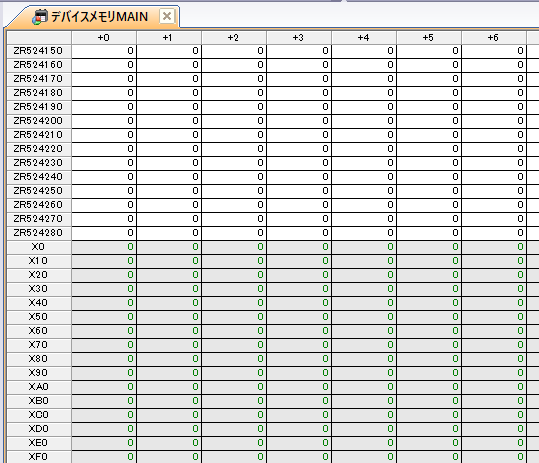 デバイスメモリMAIN
+0 +1 +2 +3 +4 +5 +6
ZR524150 0 0 0 0 0 0 0
ZR524160 0 0 0 0 0 0 0
ZR524170 0 0 0 0 0 0 0
ZR524180 0 0 0 0 0 0 0
ZR524190 0 0 0 0 0 0 0
ZR524200 0 0 0 0 0 0 0
ZR524210 0 0 0 0 0 0 0
ZR524220 0 0 0 0 0 0 0
ZR524230 0 0 0 0 0 0 0
ZR524240 0 0 0 0 0 0 0
ZR524250 0 0 0 0 0 0 0
ZR524260 0 0 0 0 0 0 0
ZR524270 0 0 0 0 0 0 0
ZR524280 0 0 0 0 0 0 0
X0 0 0 0 0 0 0 0
X10 0 0 0 0 0 0 0
X20 0 0 0 0 0 0 0
X30 0 0 0 0 0 0 0
X40 0 0 0 0 0 0 0
X50 0 0 0 0 0 0 0
X60 0 0 0 0 0 0 0
X70 0 0 0 0 0 0 0
X80 0 0 0 0 0 0 0
X90 0 0 0 0 0 0 0
XA0 0 0 0 0 0 0 0
XB0 0 0 0 0 0 0 0
XC0 0 0 0 0 0 0 0
XD0 0 0 0 0 0 0 0
XE0 0 0 0 0 0 0 0
XF0 0 0 0 0 0 0 0